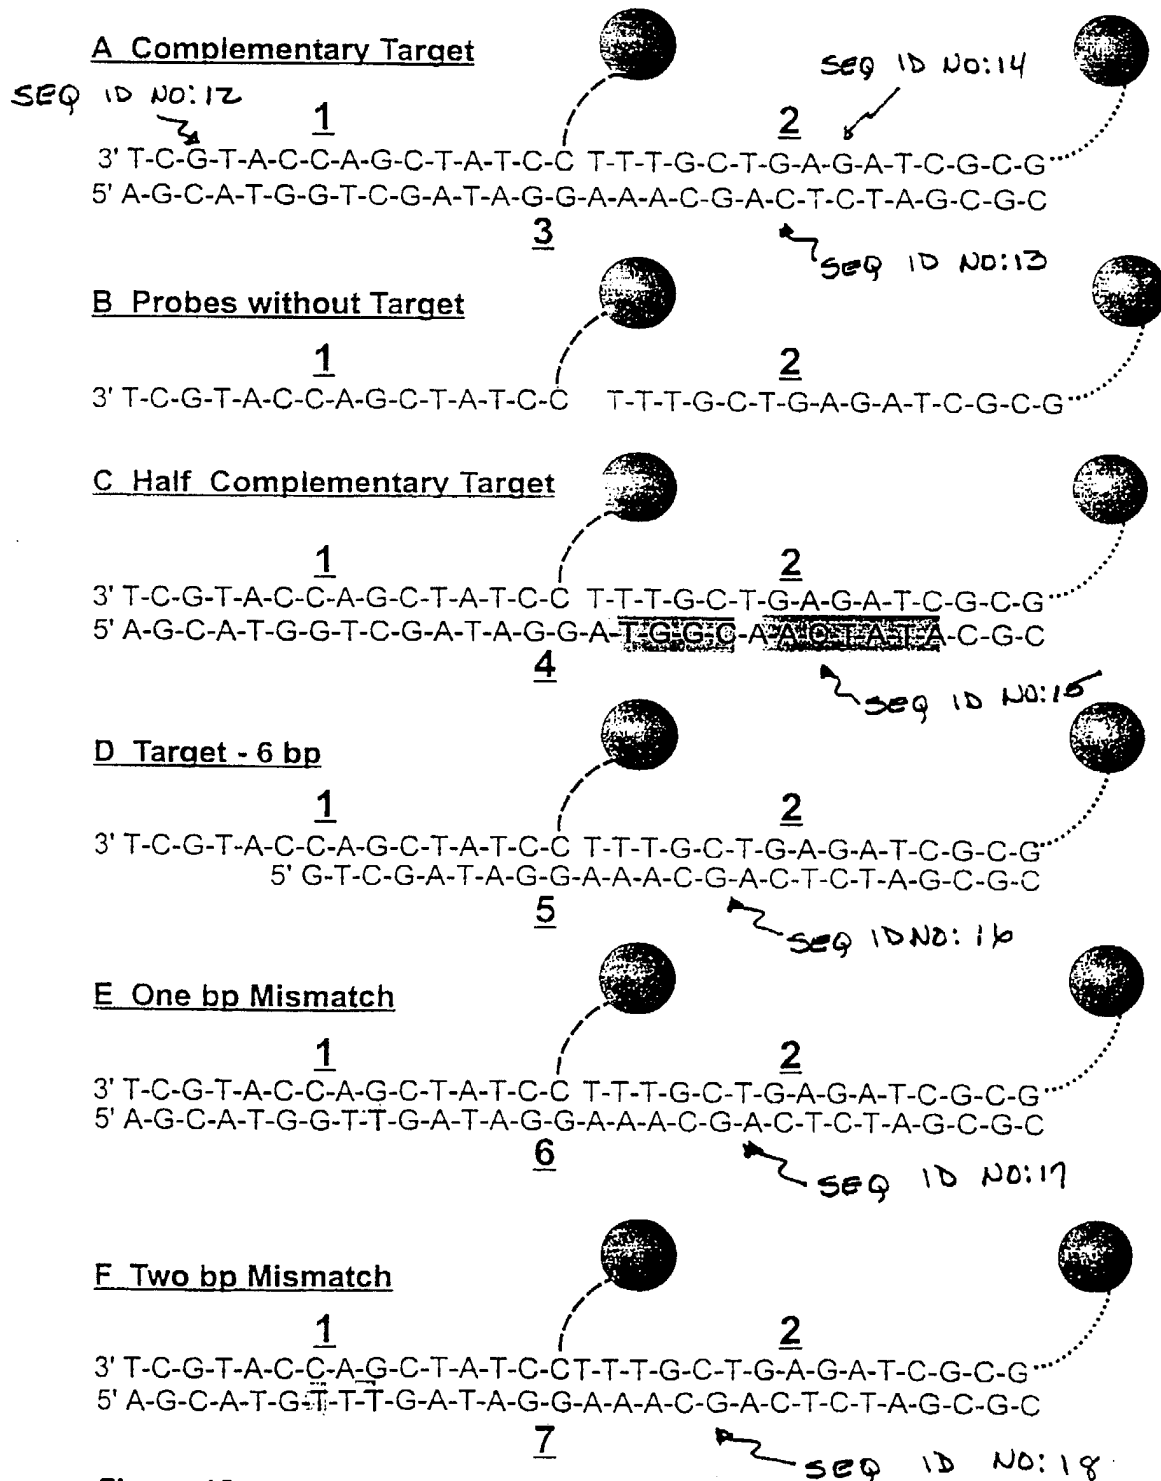 A Complementary Target
SEQ ID NO:14
SEQ ID NO:12
1
2
3' T-C-G-T-A-C-C-A-G-C-T-A-T-C-C T-T-T-G-C-T-G-A-G-A-T-C-G-C-G
5' A-G-C-A-T-G-G-T-C-G-A-T-A-G-G-A-A-A-C-G-A-C-T-C-T-A-G-C-G-C
3
SEQ ID NO:13
B Probes without Target
1
2
3' T-C-G-T-A-C-C-A-G-C-T-A-T-C-C T-T-T-G-C-T-G-A-G-A-T-C-G-C-G
C Half Complementary Target
1
2
3' T-C-G-T-A-C-C-A-G-C-T-A-T-C-C T-T-T-G-C-T-G-A-G-A-T-C-G-C-G
5' A-G-C-A-T-G-G-T-C-G-A-T-A-G-G-A-T-G-G-C-A-A-C-T-A-T-A-C-G-C
4
SEQ ID NO:15
D Target - 6 bp
1
2
3' T-C-G-T-A-C-C-A-G-C-T-A-T-C-C T-T-T-G-C-T-G-A-G-A-T-C-G-C-G
5' G-T-C-G-A-T-A-G-G-A-A-A-C-G-A-C-T-C-T-A-G-C-G-C
5
SEQ ID NO: 16
E One bp Mismatch
1
2
3' T-C-G-T-A-C-C-A-G-C-T-A-T-C-C T-T-T-G-C-T-G-A-G-A-T-C-G-C-G
5' A-G-C-A-T-G-G-T-T-G-A-T-A-G-G-A-A-A-C-G-A-C-T-C-T-A-G-C-G-C
6
SEQ ID NO:17
F Two bp Mismatch
1
2
3' T-C-G-T-A-C-C-A-G-C-T-A-T-C-C-T-T-T-G-C-T-G-A-G-A-T-C-G-C-G
5' A-G-C-A-T-G-T-T-T-G-A-T-A-G-G-A-A-A-C-G-A-C-T-C-T-A-G-C-G-C
7
SEQ ID NO: 18